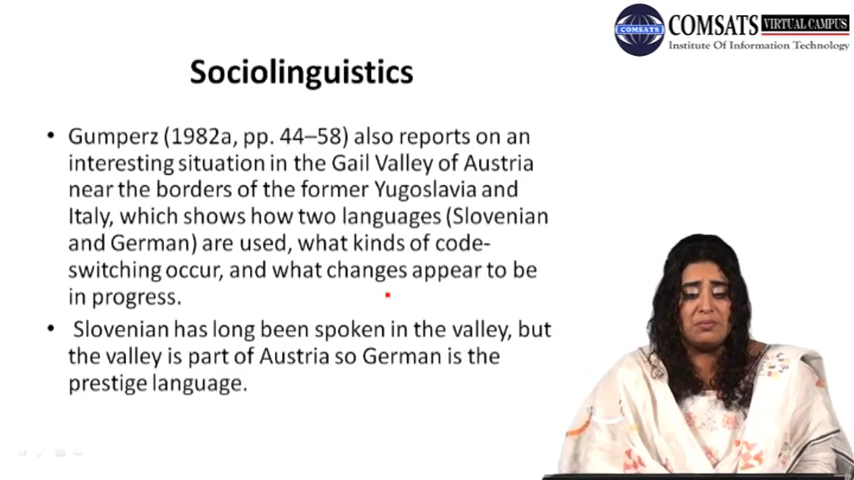 COMSATS VIRTUAL CAMPUS
COMSATS
Institute Of Information Technology
Sociolinguistics
• Gumperz (1982a, pp. 44–58) also reports on an
interesting situation in the Gail Valley of Austria
near the borders of the former Yugoslavia and
Italy, which shows how two languages (Slovenian
and German) are used, what kinds of code-
switching occur, and what changes appear to be
in progress.
• Slovenian has long been spoken in the valley, but
the valley is part of Austria so German is the
prestige language.